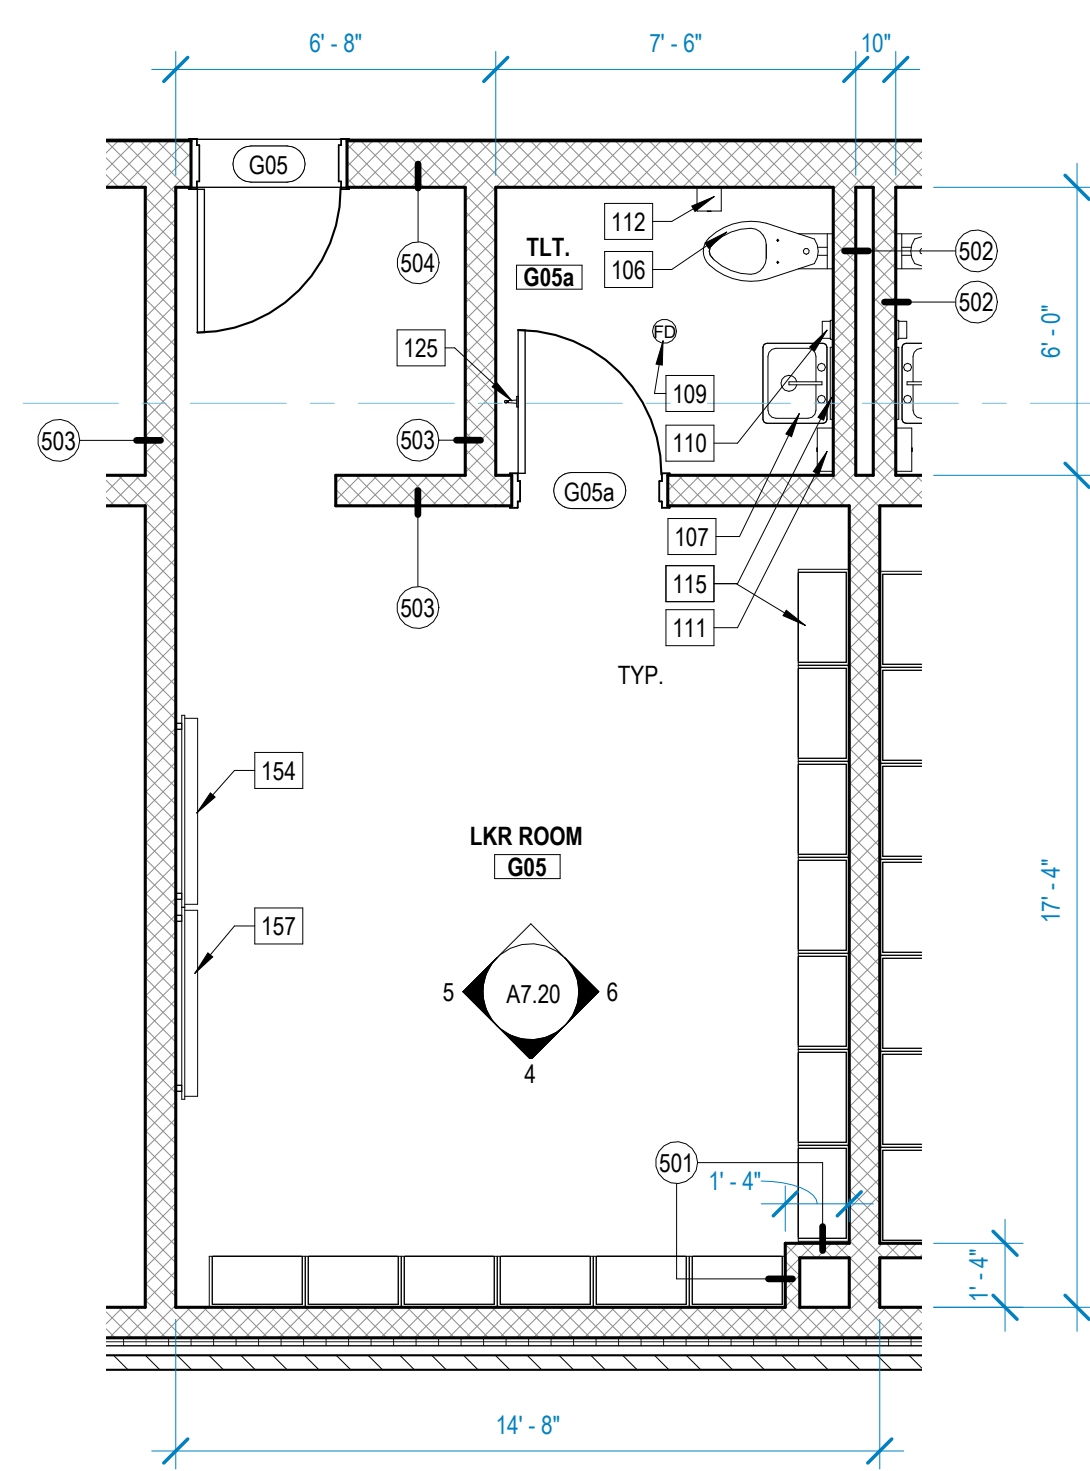 6' - 8"
7' - 6"
10"
G05
112
TLT.
G05a
106
504
502
502
6' - 0"
125
FD
109
503
503
110
G05a
107
115
111
503
TYP.
154
LKR ROOM
G05
17' - 4"
157
5
A7.20
6
4
501
1' - 4"
1' - 4"
14' - 8"